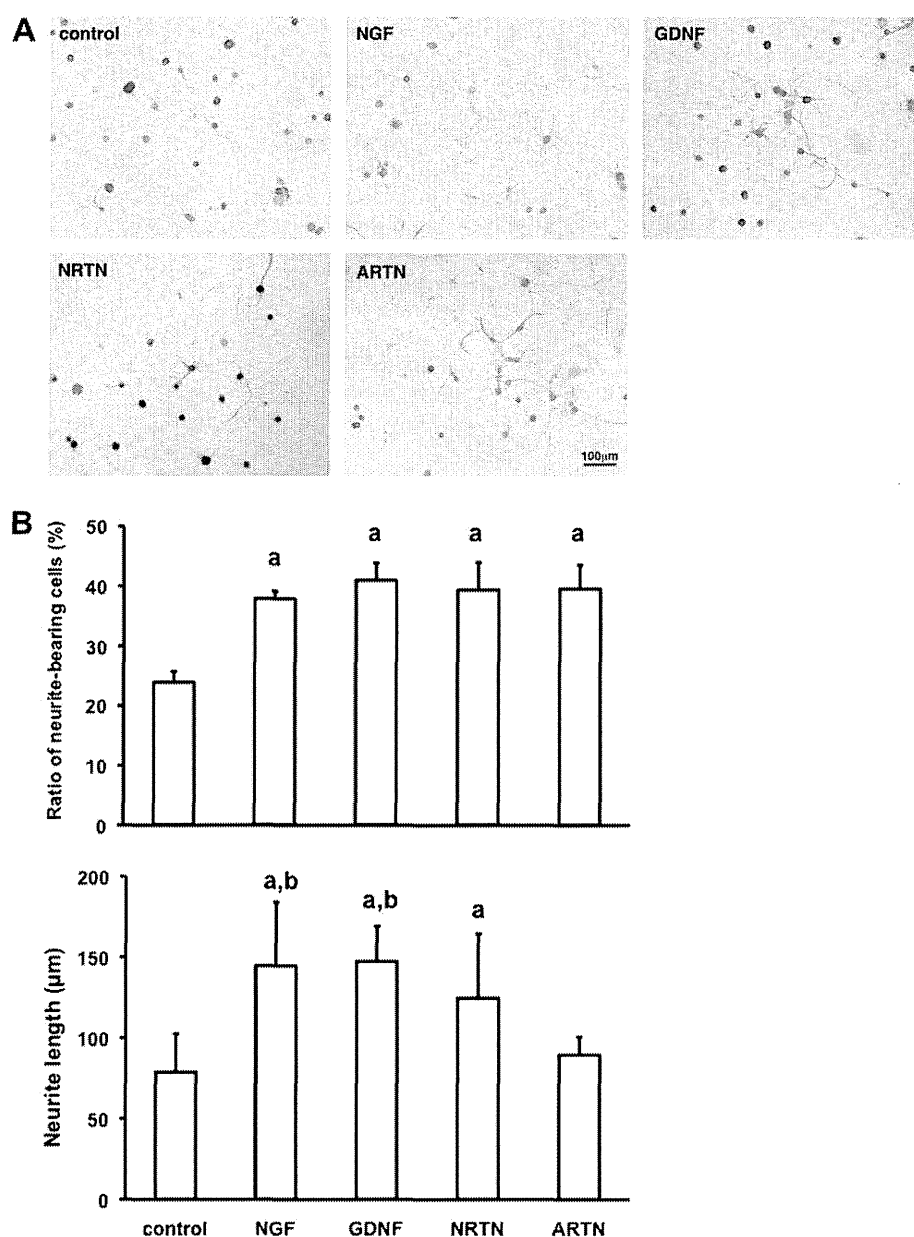 A
control
NGF
GDNF
NRTN
ARTN
100µm
B
Ratio of neurite-bearing cells (%)
50
40
30
20
10
0
a
a
a
a
Neurite length (µm)
200
150
100
50
0
a,b
a,b
a
control NGF GDNF NRTN ARTN